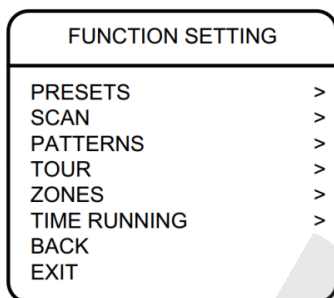 FUNCTION SETTING
PRESETS >
SCAN >
PATTERNS >
TOUR >
ZONES >
TIME RUNNING >
BACK
EXIT